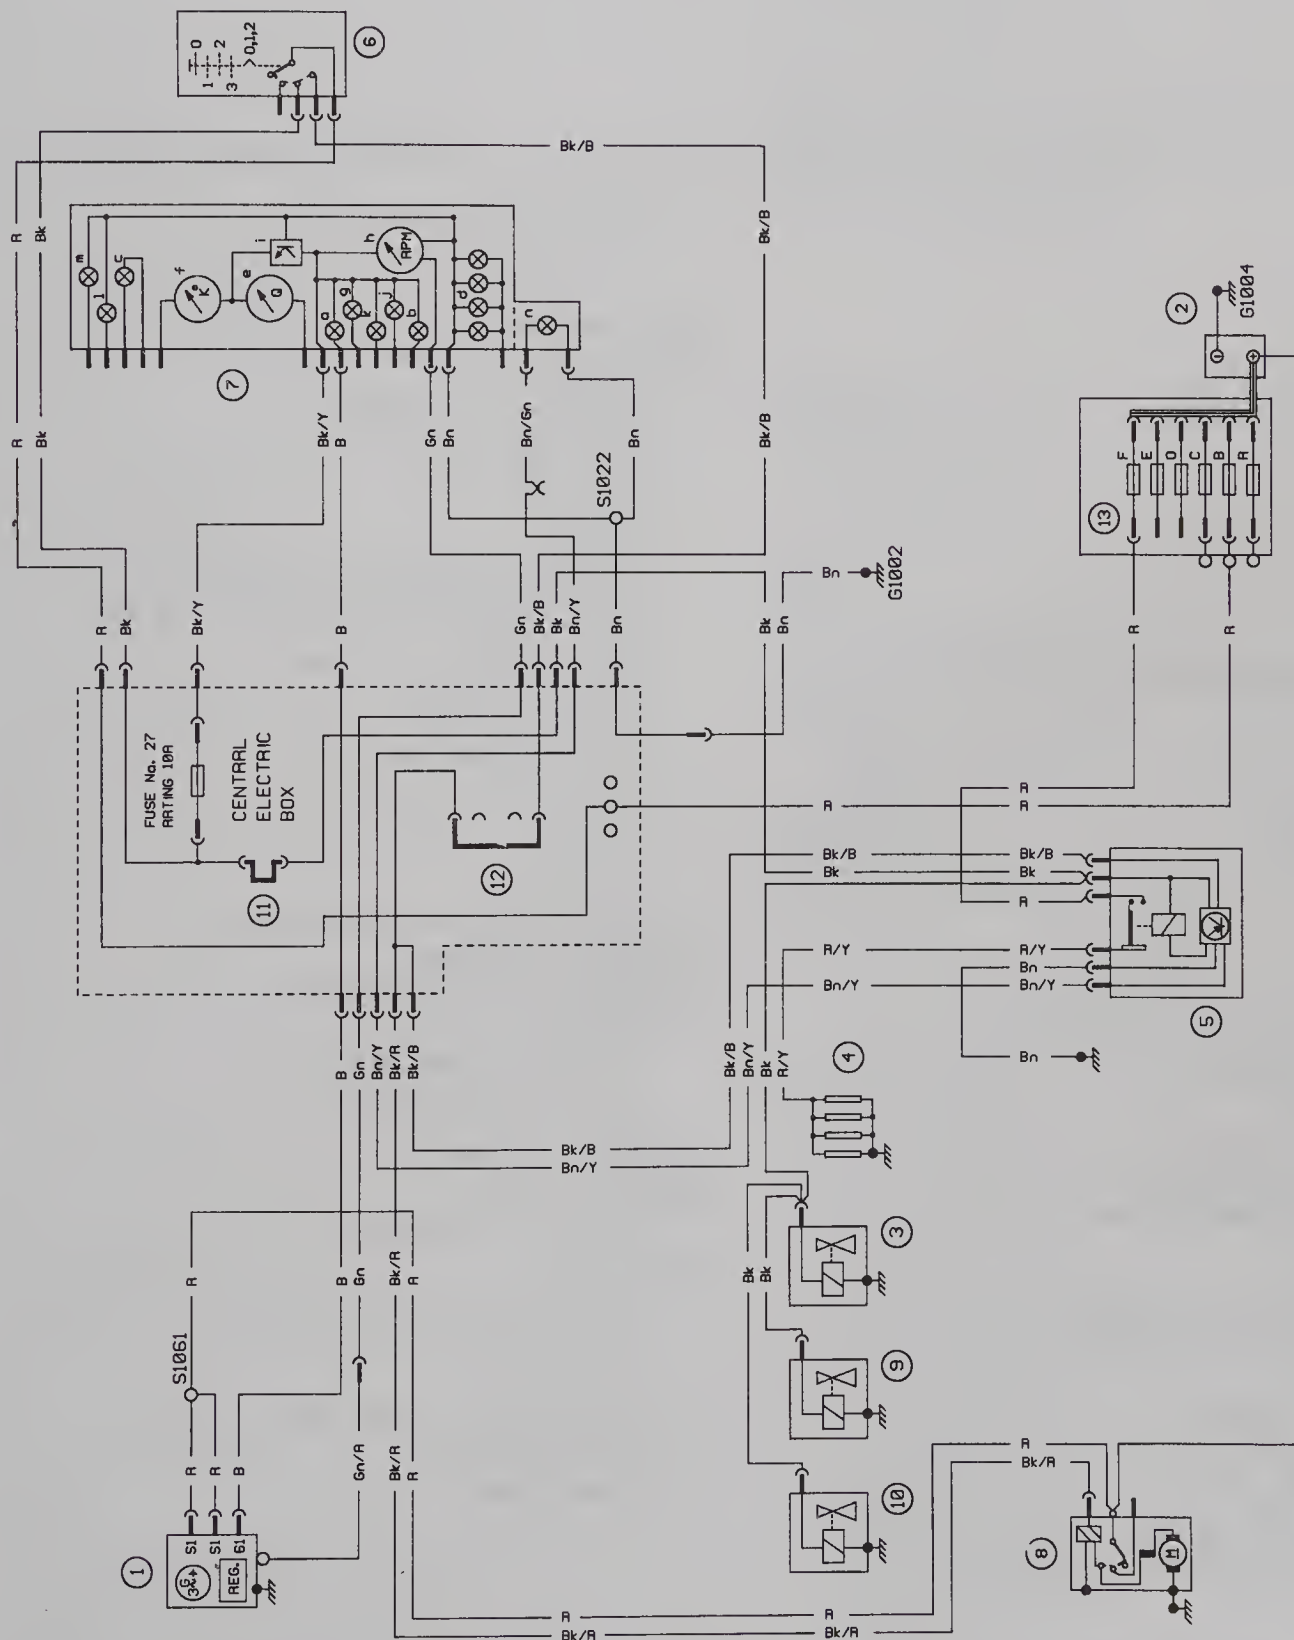 0
1
2
3
0,1,2
6
R
Bk
Bk/B
m
l
c
f
K°
e
Q
i
h
RPM
a
g
k
j
b
d
n
7
R
Bk
Bk/Y
B
Gn
Bn
Bn/Gn
Bn
Bk/B
S1022
2
G1004
13
F
E
D
C
B
A
R
Bk
Bk/Y
B
Gn
Bk/B
Bk
Bn/Y
Bn
Bk
Bn
Bn
G1002
R
R
FUSE No. 27
RATING 10A
CENTRAL
ELECTRIC
BOX
11
12
R
R
Bk/B
Bk
R
R/Y
Bn
Bn/Y
Bk/B
Bk
R/Y
Bn/Y
5
Bn
B
Gn
Bn/Y
Bk/R
Bk/B
Bk/B
Bn/Y
Bk
R/Y
4
Bk/B
Bn/Y
3
R
B
Gn
Bk/R
R
Bk
Bk
S1061
9
R
R
B
Gn/R
Bk/R
R
10
R
Bk/R
1
S1
S1
61
G
3~+
REG.
8
M
R
Bk/R
R
Bk/R